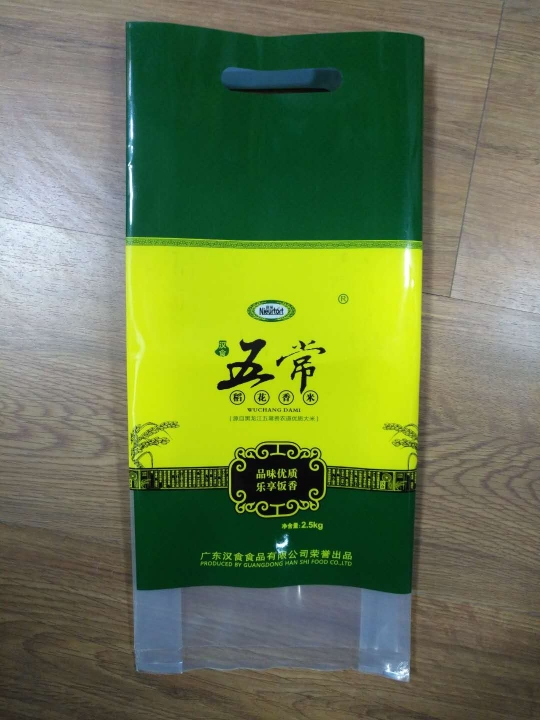 ®
汉食
五常
稻花香米
WUCHANG DAMI
品味优质
乐享饭香
净含量: 2.5kg
广东汉食食品有限公司荣誉出品
PRODUCED BY GUANGDONG HAN SHI FOOD CO.,LTD